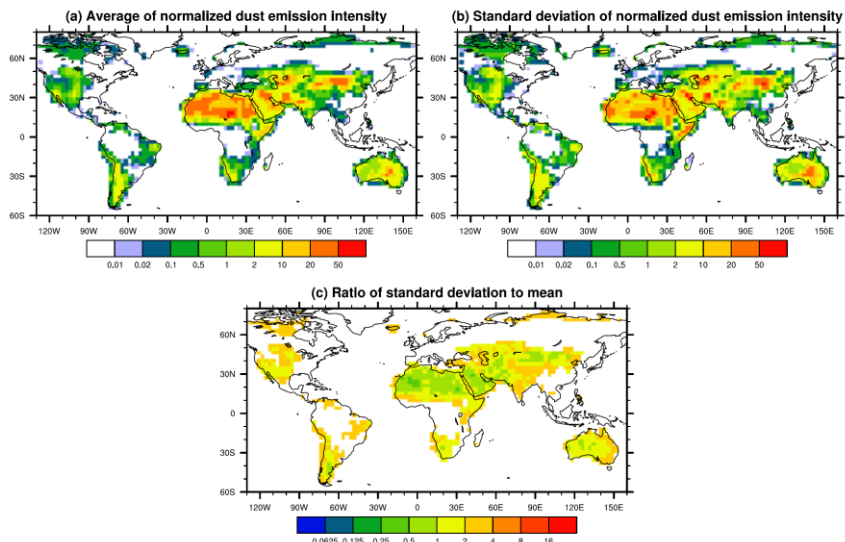 (a) Average of normalized dust emission intensity
60N
30N
0
30S
60S
120W 90W 60W 30W 0 30E 60E 90E 120E 150E
0.01 0.02 0.1 0.5 1 2 10 20 50
(b) Standard deviation of normalized dust emission intensity
60N
30N
0
30S
60S
120W 90W 60W 30W 0 30E 60E 90E 120E 150E
0.01 0.02 0.1 0.5 1 2 10 20 50
(c) Ratio of standard deviation to mean
60N
30N
0
30S
60S
120W 90W 60W 30W 0 30E 60E 90E 120E 150E
0.0625 0.125 0.25 0.5 1 2 4 8 16